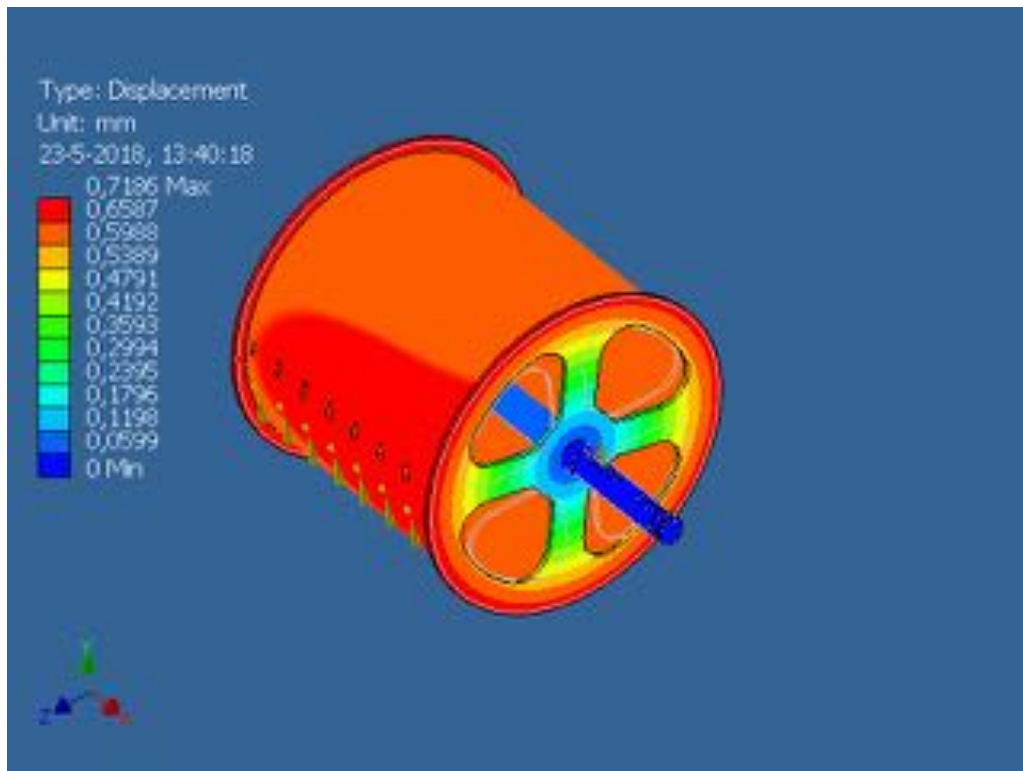 Type: Displacement
Unit: mm
23-5-2018, 13:40:18
0,7186 Max
0,6587
0,5988
0,5389
0,4791
0,4192
0,3593
0,2994
0,2395
0,1796
0,1198
0,0599
0 Min
Y
Z
X